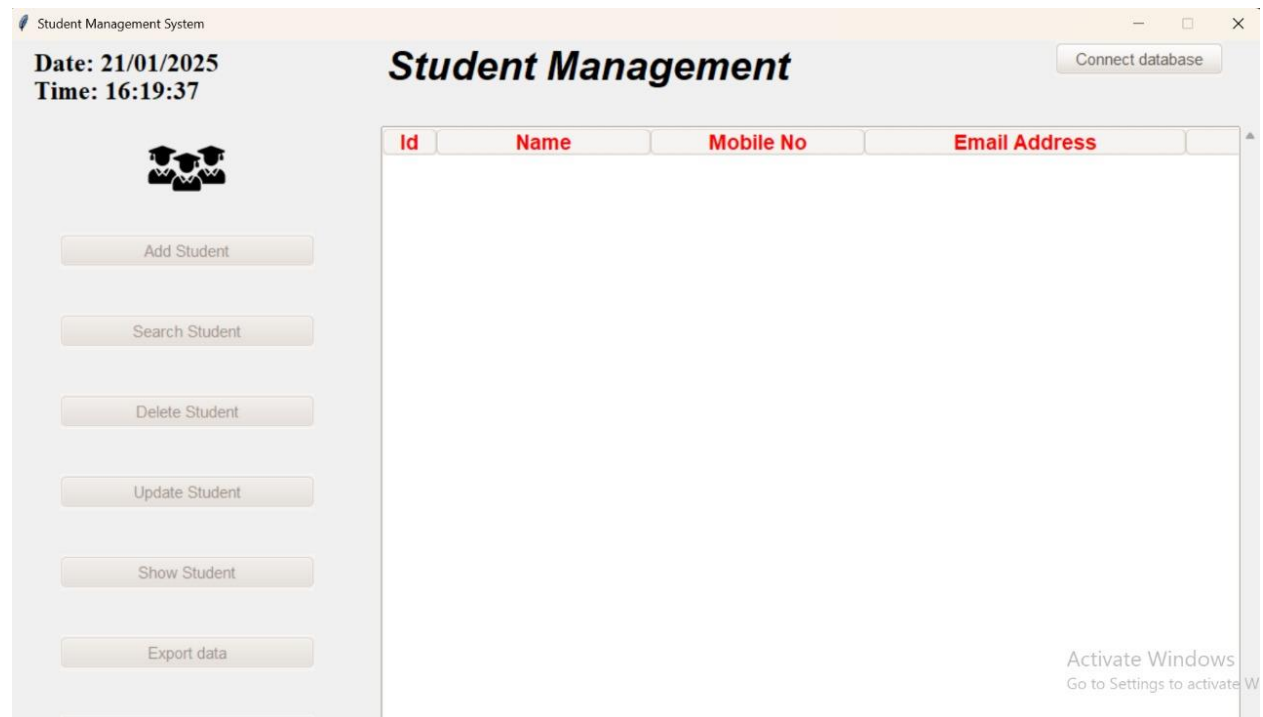 Student Management System
Date: 21/01/2025
Time: 16:19:37
Student Management
Connect database
Id Name Mobile No Email Address
Add Student
Search Student
Delete Student
Update Student
Show Student
Export data
Activate Windows
Go to Settings to activate W